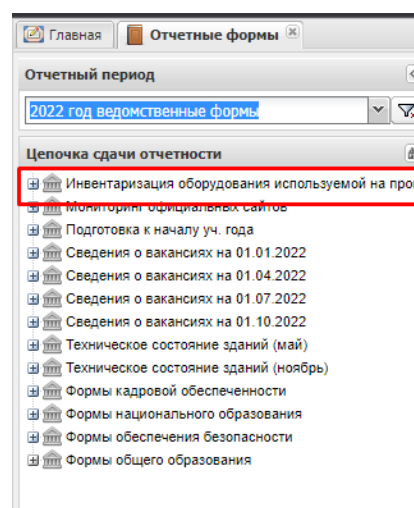 Главная
Отчетные формы
Отчетный период
2022 год ведомственные формы
Цепочка сдачи отчетности
Инвентаризация оборудования используемой на
Мониторинг официальных сайтов
Подготовка к началу уч. года
Сведения о вакансиях на 01.01.2022
Сведения о вакансиях на 01.04.2022
Сведения о вакансиях на 01.07.2022
Сведения о вакансиях на 01.10.2022
Техническое состояние зданий (май)
Техническое состояние зданий (ноябрь)
Формы кадровой обеспеченности
Формы национального образования
Формы обеспечения безопасности
Формы общего образования